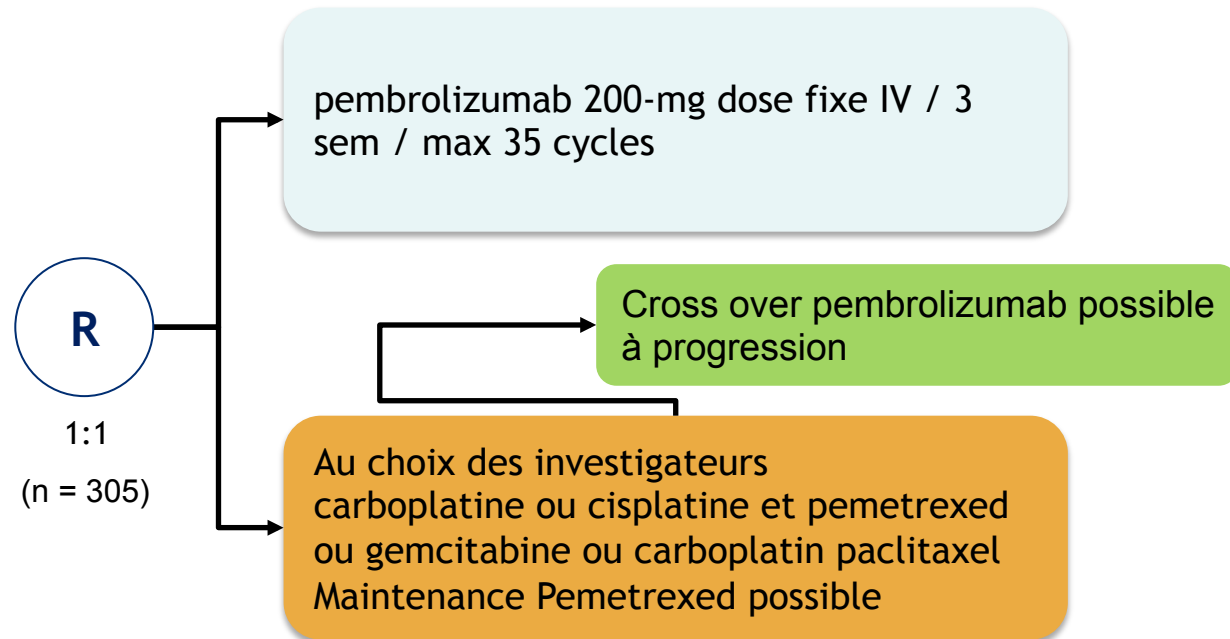 pembrolizumab 200-mg dose fixe IV / 3
sem / max 35 cycles
R
1:1
(n = 305)
Cross over pembrolizumab possible
à progression
Au choix des investigateurs
carboplatine ou cisplatine et pemetrexed
ou gemcitabine ou carboplatin paclitaxel
Maintenance Pemetrexed possible